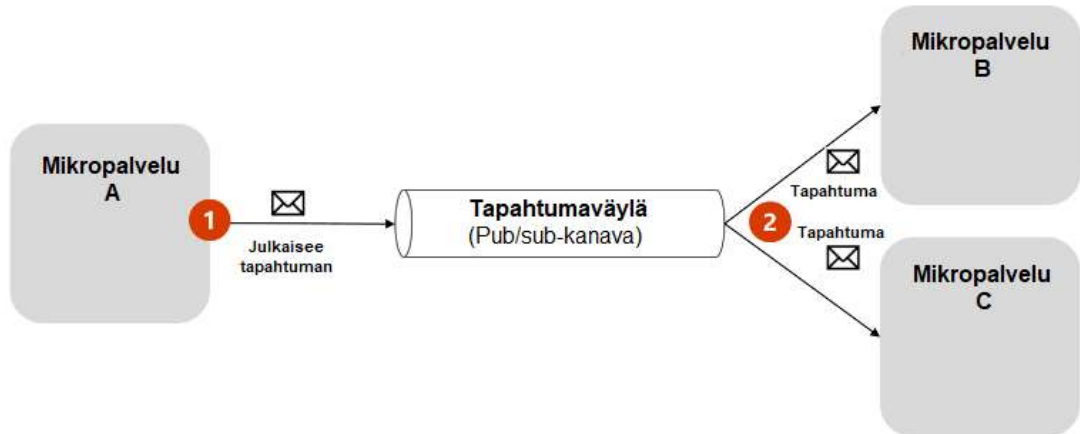 Mikropalvelu
A
1
Julkaisee
tapahtuman
Tapahtumaväylä
(Pub/sub-kanava)
2
Tapahtuma
Tapahtuma
Mikropalvelu
B
Mikropalvelu
C